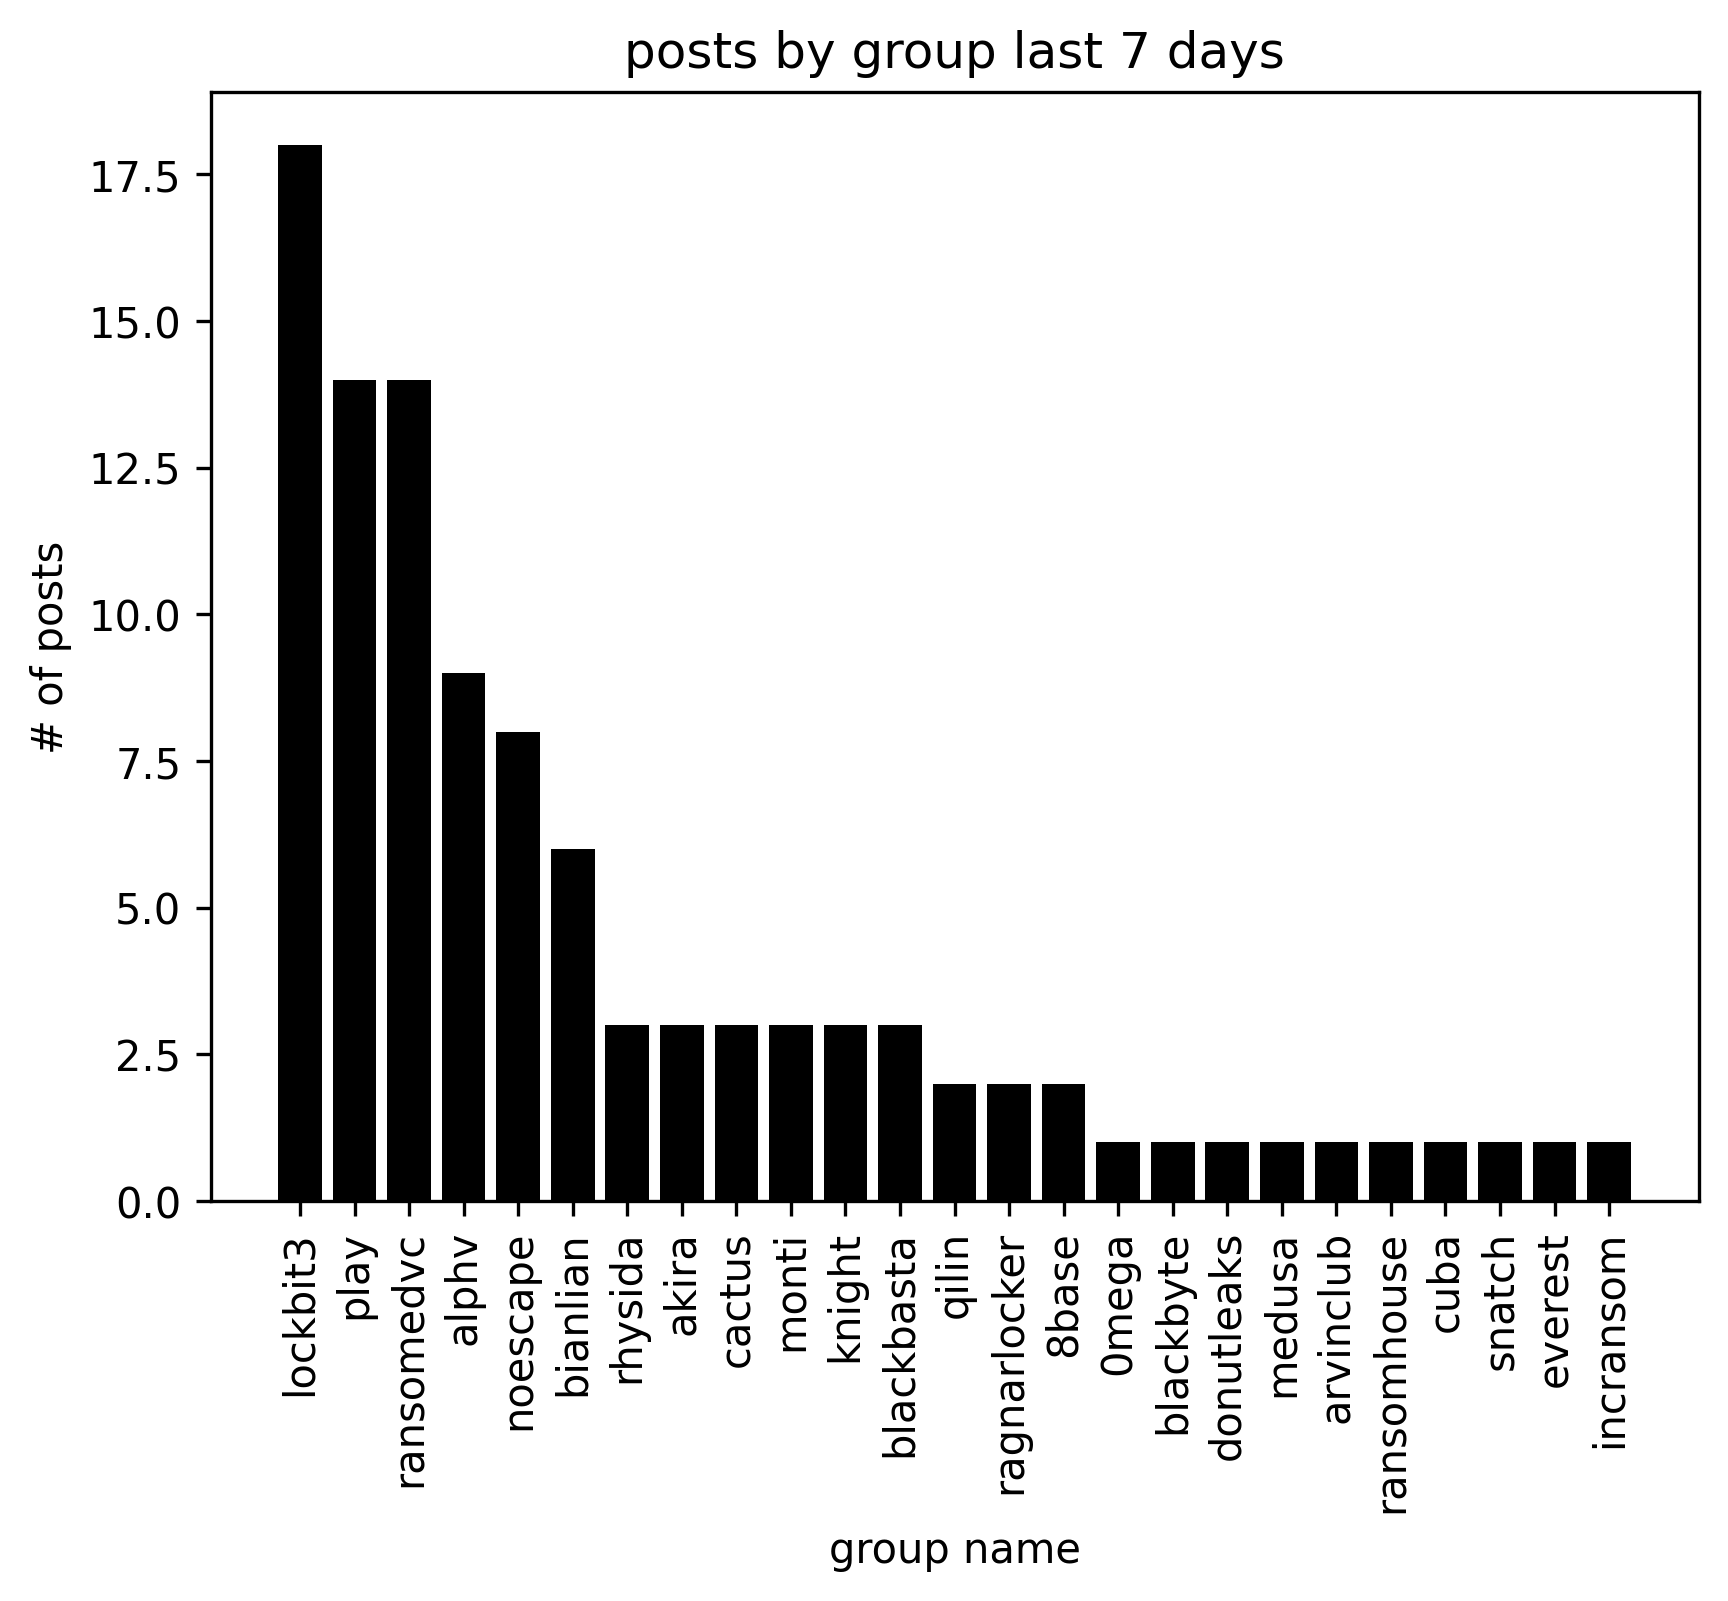 posts by group last 7 days
# of posts
17.5
15.0
12.5
10.0
7.5
5.0
2.5
0.0
lockbit3
play
ransomedvc
alphv
noescape
bianlian
rhysida
akira
cactus
monti
knight
blackbasta
qilin
ragnarlocker
8base
0mega
blackbyte
donutleaks
medusa
arvinclub
ransomhouse
cuba
snatch
everest
incransom
group name